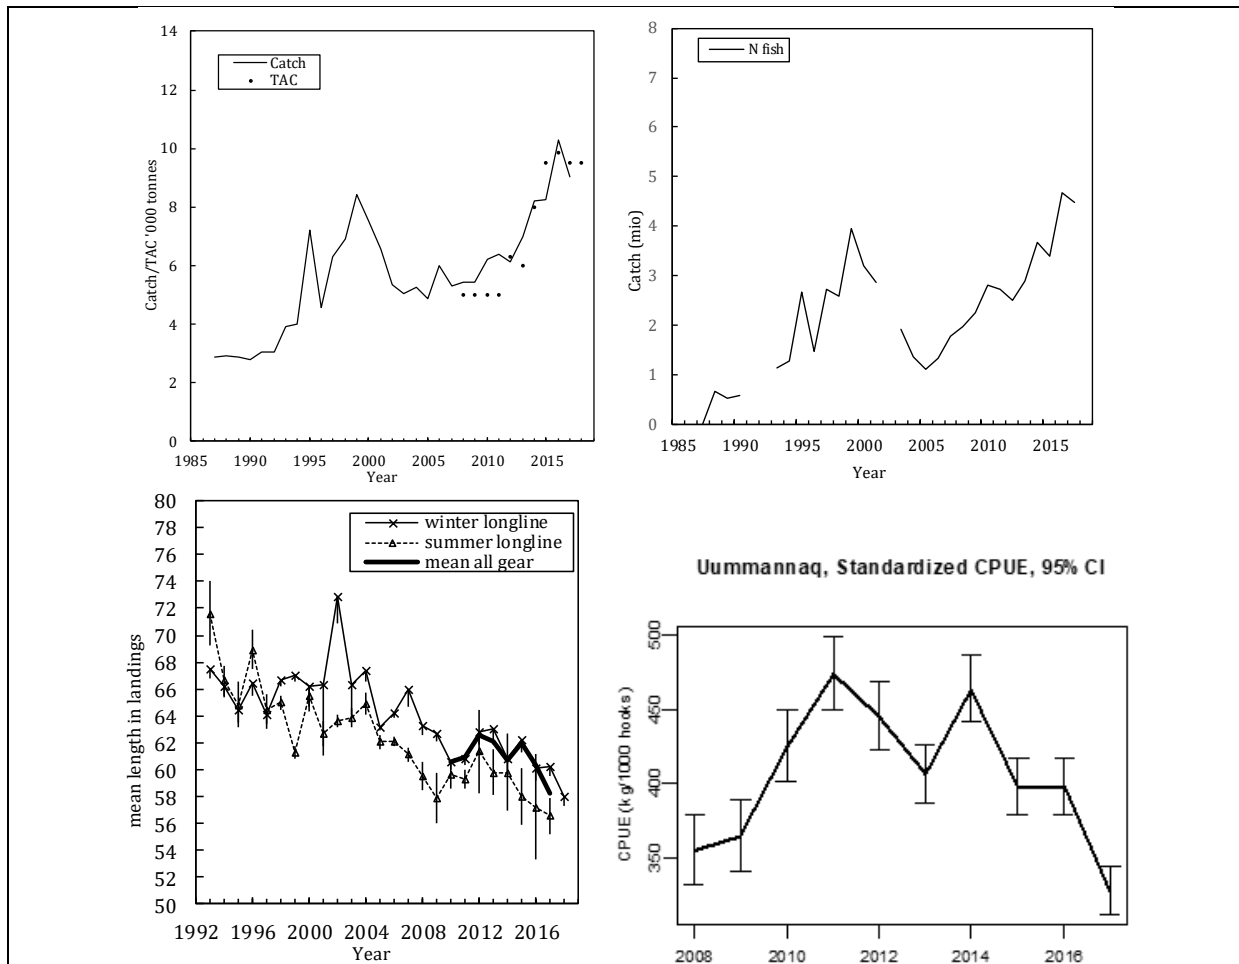 14
12
10
8
6
4
2
0
Catch/TAC '000 tonnes
Catch
TAC
1985 1990 1995 2000 2005 2010 2015
Year
8
7
6
5
4
3
2
1
0
Catch (mio)
N fish
1985 1990 1995 2000 2005 2010 2015
Year
80
78
76
74
72
70
68
66
64
62
60
58
56
54
52
50
mean length in landings
winter longline
summer longline
mean all gear
1992 1996 2000 2004 2008 2012 2016
Year
Uummannaq, Standardized CPUE, 95% CI
500
450
400
350
CPUE (kg/1000 hooks)
2008 2010 2012 2014 2016